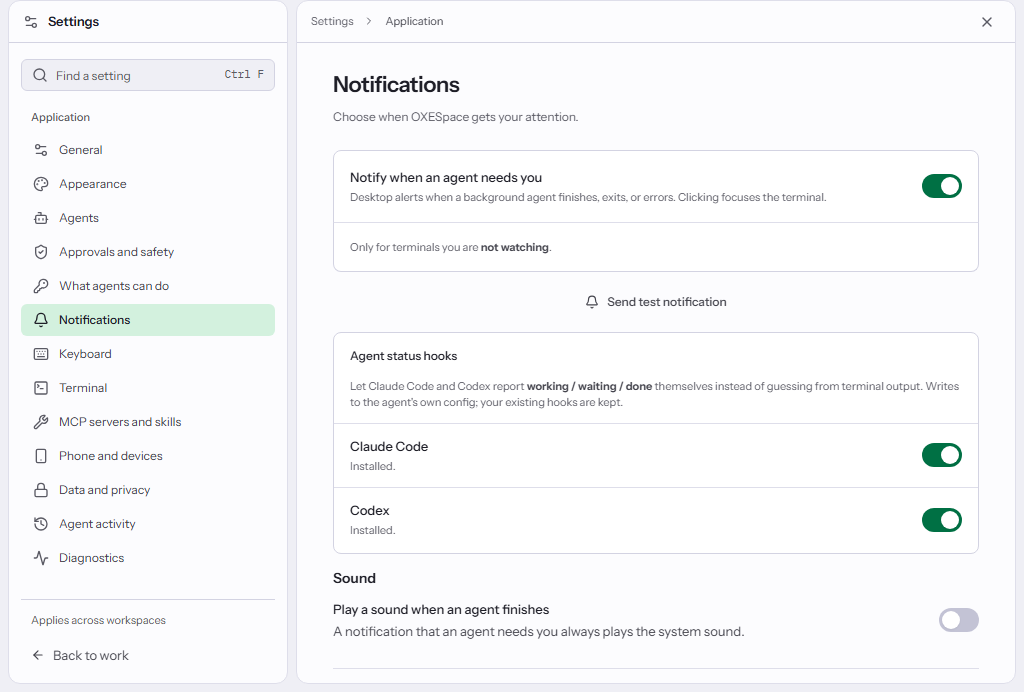 Settings
Find a setting
Ctrl F
Application
General
Appearance
Agents
Approvals and safety
What agents can do
Notifications
Keyboard
Terminal
MCP servers and skills
Phone and devices
Data and privacy
Agent activity
Diagnostics
Applies across workspaces
Back to work
Settings
Application
Notifications
Choose when OXESpace gets your attention.
Notify when an agent needs you
Desktop alerts when a background agent finishes, exits, or errors. Clicking focuses the terminal.
Only for terminals you are not watching.
Send test notification
Agent status hooks
Let Claude Code and Codex report working / waiting / done themselves instead of guessing from terminal output. Writes
to the agent's own config; your existing hooks are kept.
Claude Code
Installed.
Codex
Installed.
Sound
Play a sound when an agent finishes
A notification that an agent needs you always plays the system sound.